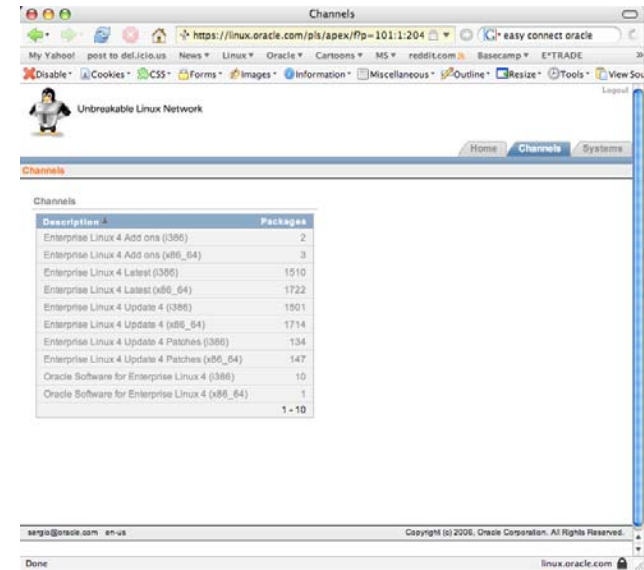 Channels
https://linux.oracle.com/pls/apex/f?p=101:1:204
easy connect oracle
My Yahoo! post to del.icio.us News Linux Oracle Cartoons MS reddit.com Basecamp E*TRADE
Disable Cookies CSS Forms Images Information Miscellaneous Outline Resize Tools View Sou
Logout
Unbreakable Linux Network
Home Channels Systems
Channels
Channels
Description Packages
Enterprise Linux 4 Add ons (i386) 2
Enterprise Linux 4 Add ons (x86_64) 3
Enterprise Linux 4 Latest (i386) 1510
Enterprise Linux 4 Latest (x86_64) 1722
Enterprise Linux 4 Update 4 (i386) 1501
Enterprise Linux 4 Update 4 (x86_64) 1714
Enterprise Linux 4 Update 4 Patches (i386) 134
Enterprise Linux 4 Update 4 Patches (x86_64) 147
Oracle Software for Enterprise Linux 4 (i386) 10
Oracle Software for Enterprise Linux 4 (x86_64) 1
1 - 10
sergio@oracle.com en-us Copyright (c) 2006, Oracle Corporation. All Rights Reserved.
Done linux.oracle.com